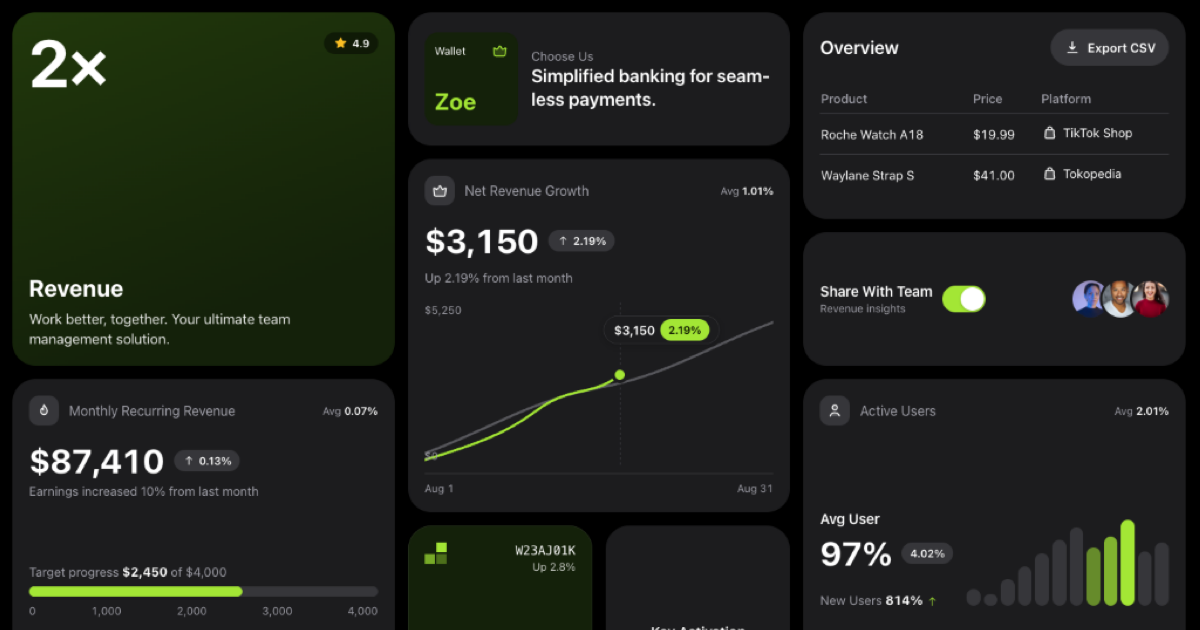 2×
4.9
Revenue
Work better, together. Your ultimate team
management solution.
Monthly Recurring Revenue
Avg 0.07%
$87,410
↑ 0.13%
Earnings increased 10% from last month
Target progress $2,450 of $4,000
0 1,000 2,000 3,000 4,000
Wallet
Zoe
Choose Us
Simplified banking for seam-
less payments.
Net Revenue Growth
Avg 1.01%
$3,150
↑ 2.19%
Up 2.19% from last month
$5,250
$3,150 2.19%
Aug 1
Aug 31
W23AJ01K
Up 2.8%
Key Activation
Overview
Export CSV
Product Price Platform
Roche Watch A18 $19.99 TikTok Shop
Waylane Strap S $41.00 Tokopedia
Share With Team
Revenue insights
Active Users
Avg 2.01%
Avg User
97%
4.02%
New Users 814% ↑